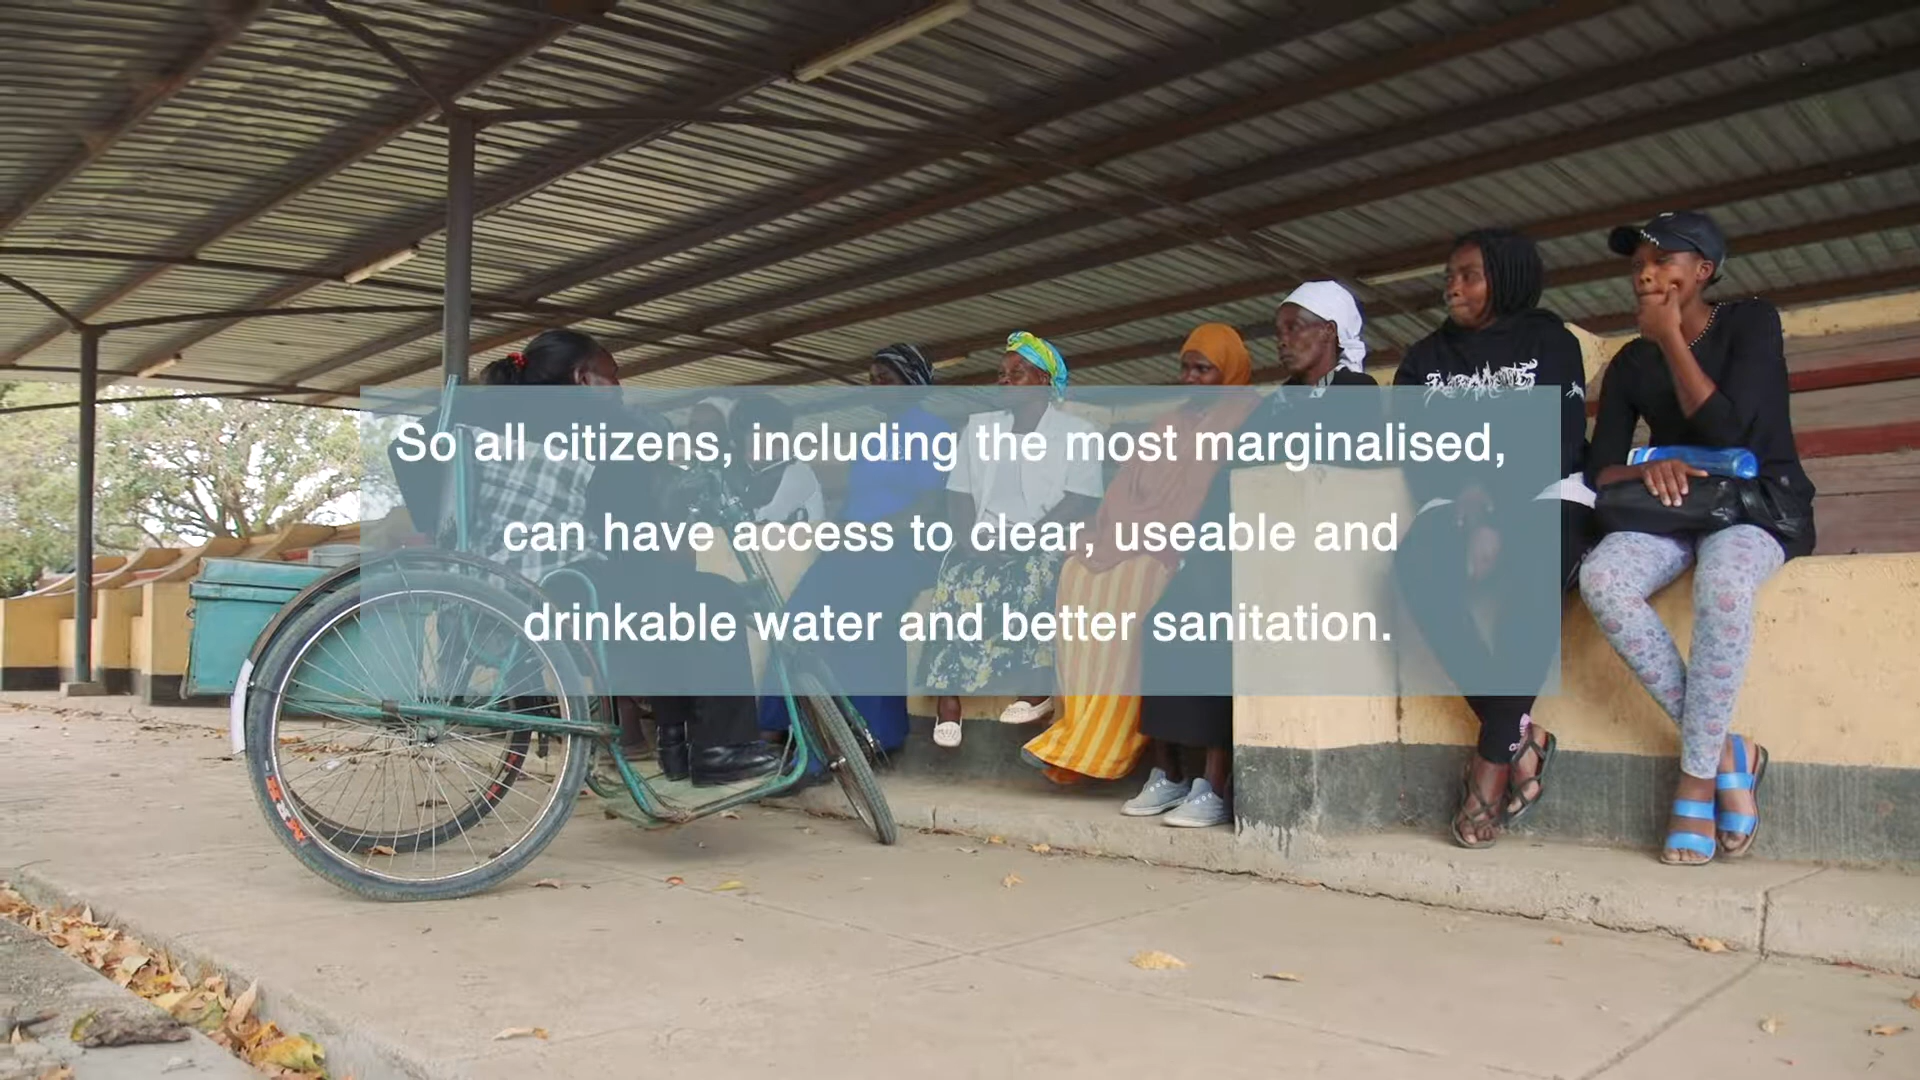 So all citizens, including the most marginalised,
can have access to clear, useable and
drinkable water and better sanitation.